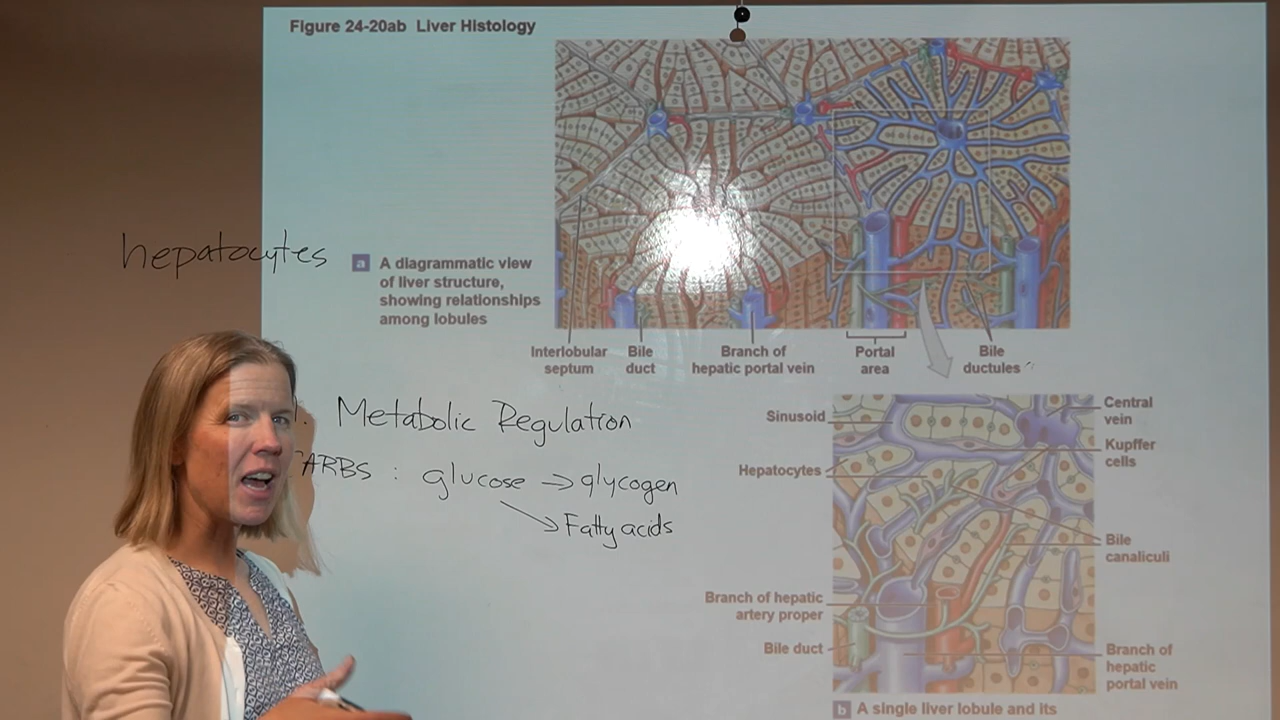 Figure 24-20ab Liver Histology
hepatocytes
a A diagrammatic view
of liver structure,
showing relationships
among lobules
Interlobular
septum
Bile
duct
Branch of
hepatic portal vein
Portal
area
Bile
ductules
1. Metabolic Regulation
CARBS : glucose → glycogen
→ Fatty acids
Sinusoid
Hepatocytes
Branch of hepatic
artery proper
Bile duct
Central
vein
Kupffer
cells
Bile
canaliculi
Branch of
hepatic
portal vein
b A single liver lobule and its